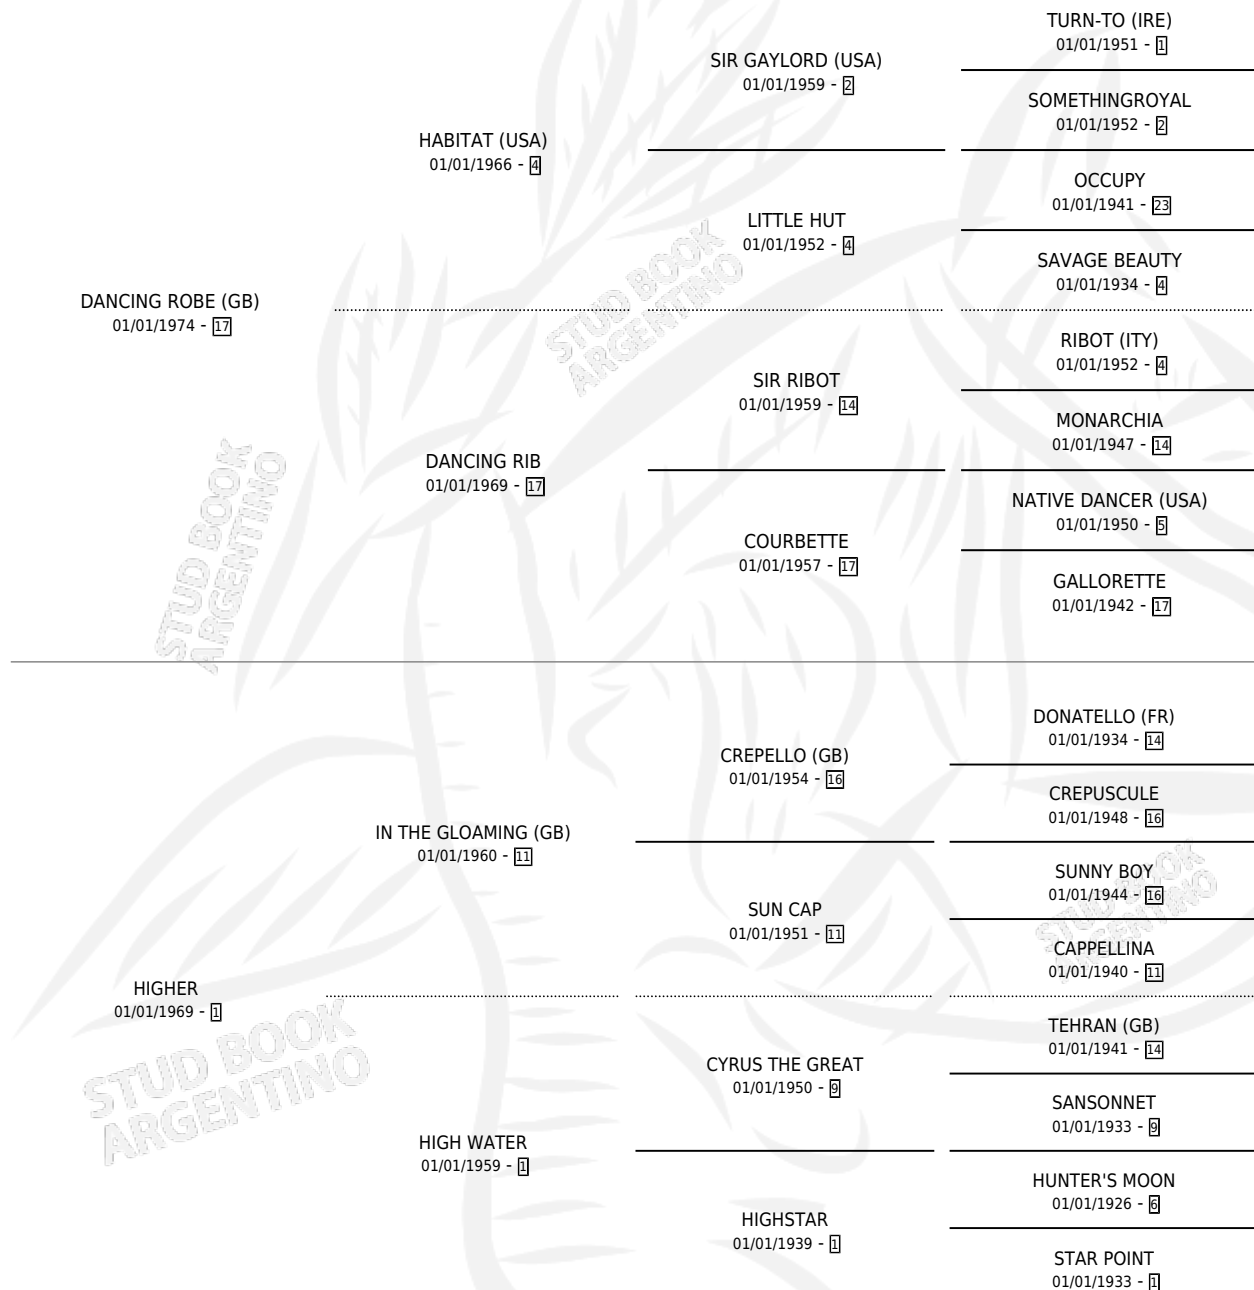 TURN-TO (IRE)
01/01/1951 - 1
SIR GAYLORD (USA)
01/01/1959 - 2
SOMETHINGROYAL
01/01/1952 - 2
HABITAT (USA)
01/01/1966 - 4
OCCUPY
01/01/1941 - 23
LITTLE HUT
01/01/1952 - 4
SAVAGE BEAUTY
01/01/1934 - 4
DANCING ROBE (GB)
01/01/1974 - 17
STUD BOOK
ARGENTINO
RIBOT (ITY)
01/01/1952 - 4
SIR RIBOT
01/01/1959 - 14
MONARCHIA
01/01/1947 - 14
DANCING RIB
01/01/1969 - 17
NATIVE DANCER (USA)
01/01/1950 - 5
COURBETTE
01/01/1957 - 17
GALLORETTE
01/01/1942 - 17
STUD BOOK
ARGENTINO
DONATELLO (FR)
01/01/1934 - 14
CREPELLO (GB)
01/01/1954 - 16
CREPUSCULE
01/01/1948 - 16
IN THE GLOAMING (GB)
01/01/1960 - 11
SUNNY BOY
01/01/1944 - 16
SUN CAP
01/01/1951 - 11
CAPPELLINA
01/01/1940 - 11
STUD BOOK
ARGENTINO
HIGHER
01/01/1969 - 1
TEHRAN (GB)
01/01/1941 - 14
CYRUS THE GREAT
01/01/1950 - 9
SANSONNET
01/01/1933 - 9
STUD BOOK
ARGENTINO
HIGH WATER
01/01/1959 - 1
HUNTER'S MOON
01/01/1926 - 6
HIGHSTAR
01/01/1939 - 1
STAR POINT
01/01/1933 - 1